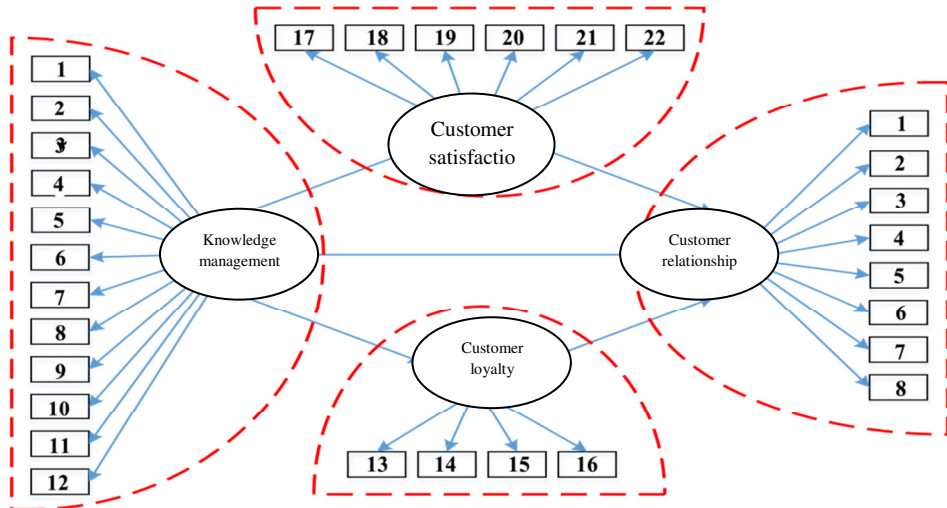 17 18 19 20 21 22
1
2
3
4
5
6
7
8
9
10
11
12
Customer
satisfactio
Knowledge
management
Customer
relationship
1
2
3
4
5
6
7
8
Customer
loyalty
13 14 15 16